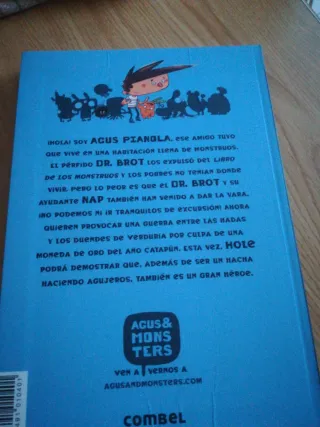 ¡HOLA! SOY AGUS PIANOLA, ESE AMIGO TUYO
QUE VIVE EN UNA HABITACIÓN LLENA DE MONSTRUOS.
EL PÉRFIDO DR. BROT LOS EXPULSÓ DEL LIBRO
DE LOS MONSTRUOS Y LOS POBRES NO TENÍAN DONDE
VIVIR. PERO LO PEOR ES QUE EL DR. BROT Y SU
AYUDANTE NAP TAMBIÉN HAN VENIDO A DAR LA VARA.
¡NO PODEMOS NI IR TRANQUILOS DE EXCURSIÓN! AHORA
QUIEREN PROVOCAR UNA GUERRA ENTRE LAS HADAS
Y LOS DUENDES DE VERDURIA POR CULPA DE UNA
MONEDA DE ORO DEL AÑO CATAPÚN. ESTA VEZ, HOLE
PODRÁ DEMOSTRAR QUE, ADEMÁS DE SER UN HACHA
HACIENDO AGUJEROS, TAMBIÉN ES UN GRAN HÉROE.
AGUS&
MONS
TERS
VEN A VERNOS A
AGUSANDMONSTERS.COM
COMBEL